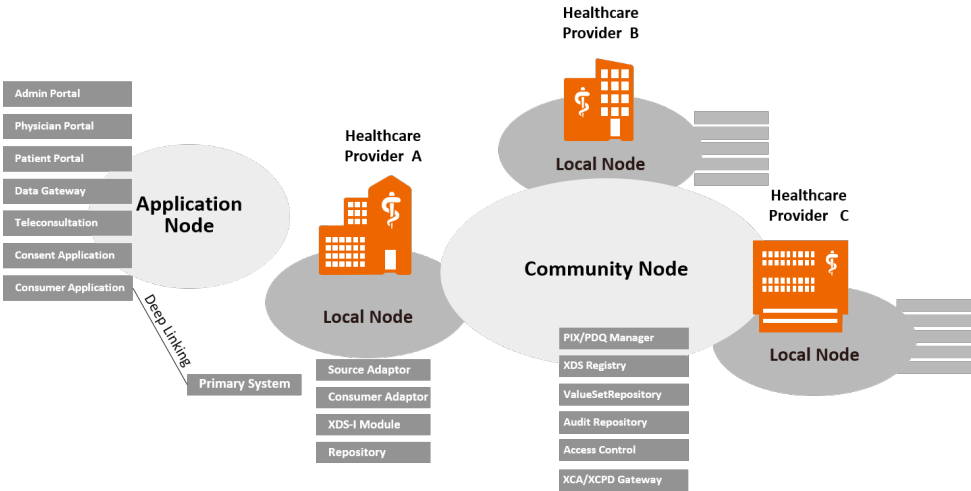 Healthcare
Provider B
Admin Portal
Physician Portal
Patient Portal
Data Gateway
Teleconsultation
Consent Application
Consumer Application
Application
Node
Deep Linking
Primary System
Healthcare
Provider A
Local Node
Source Adaptor
Consumer Adaptor
XDS-I Module
Repository
Local Node
Community Node
PIX/PDQ Manager
XDS Registry
ValueSetRepository
Audit Repository
Access Control
XCA/XCPD Gateway
Healthcare
Provider C
Local Node